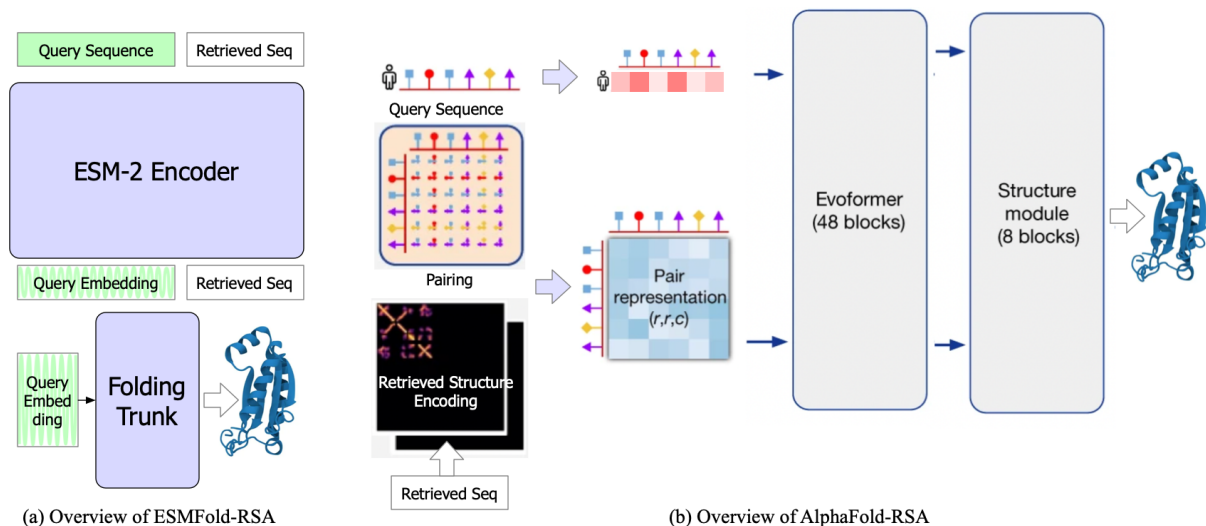 Query Sequence
Retrieved Seq
ESM-2 Encoder
Query Embedding
Retrieved Seq
Query
Embed
ding
Folding
Trunk
(a) Overview of ESMFold-RSA
Query Sequence
Pairing
Retrieved Structure
Encoding
Retrieved Seq
Pair
representation
(r,r,c)
Evoformer
(48 blocks)
Structure
module
(8 blocks)
(b) Overview of AlphaFold-RSA